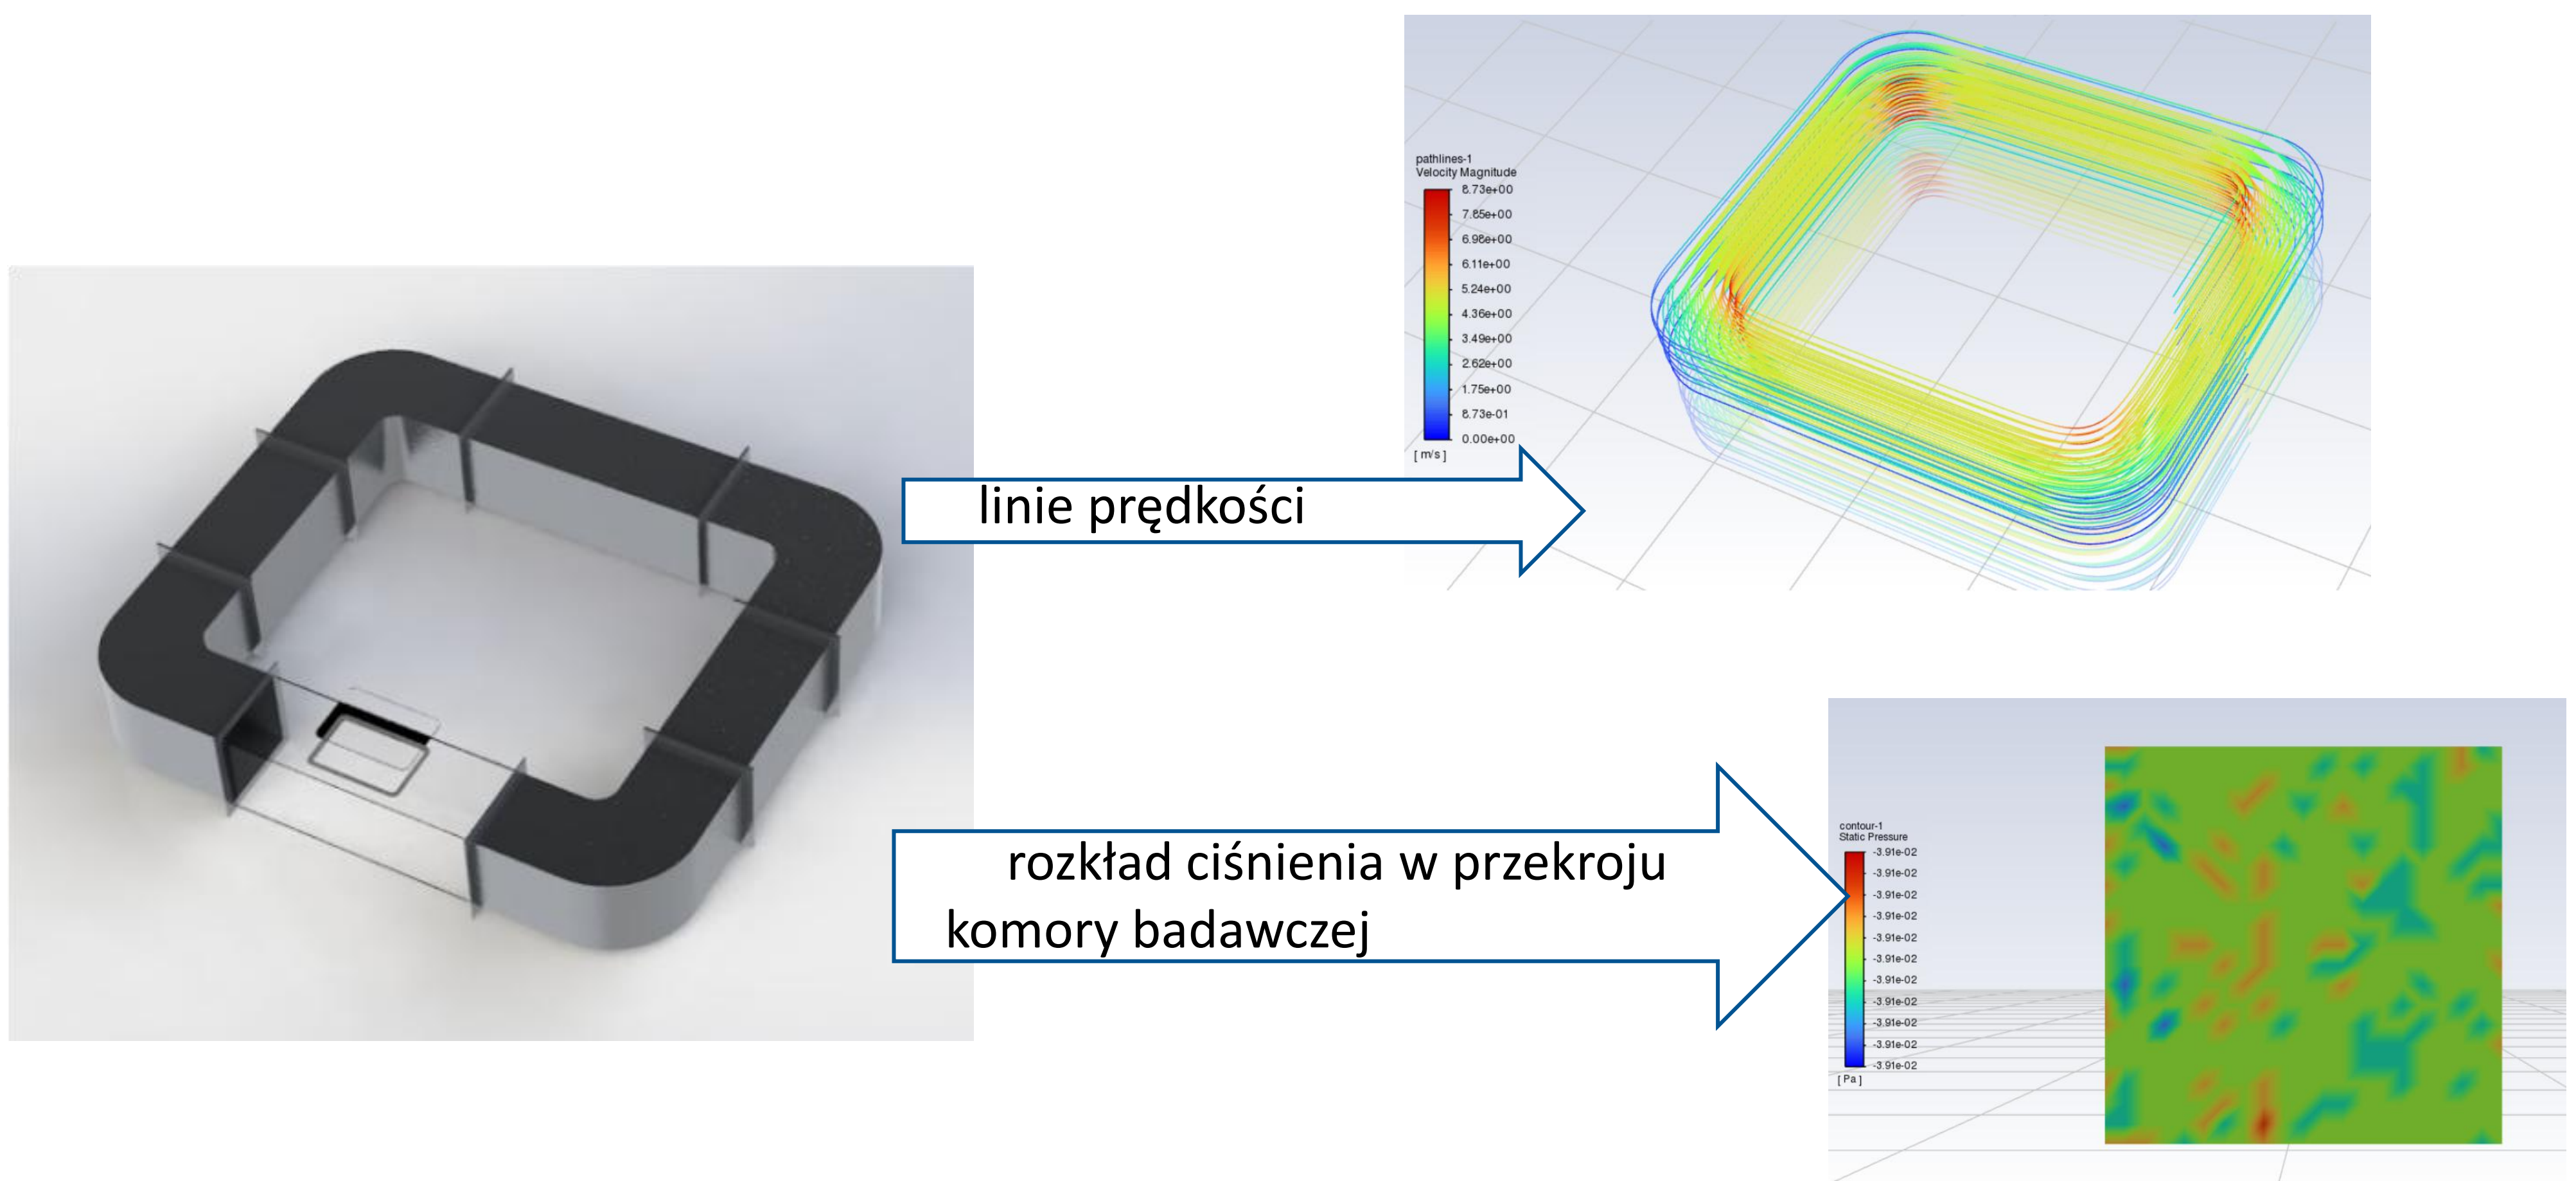 pathlines-1
Velocity Magnitude
8.73e+00
7.85e+00
6.98e+00
6.11e+00
5.24e+00
4.36e+00
3.49e+00
2.62e+00
1.75e+00
8.73e-01
0.00e+00
[ m/s ]
linie prędkości
rozkład ciśnienia w przekroju
komory badawczej
contour-1
Static Pressure
-3.91e-02
-3.91e-02
-3.91e-02
-3.91e-02
-3.91e-02
-3.91e-02
-3.91e-02
-3.91e-02
-3.91e-02
-3.91e-02
-3.91e-02
[ Pa ]